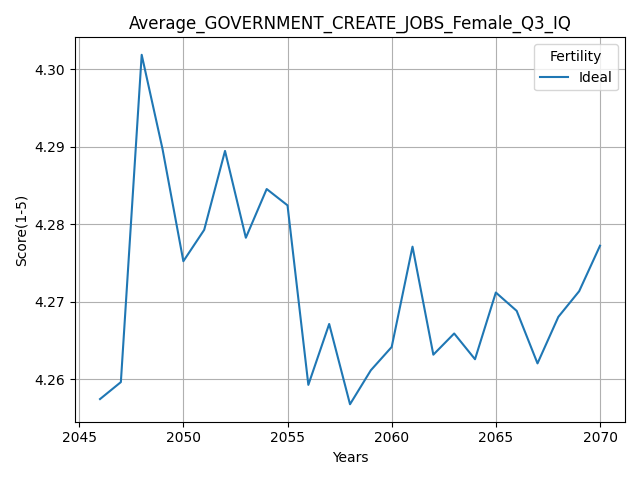 Average_GOVERNMENT_CREATE_JOBS_Female_Q3_IQ
Fertility
Ideal
4.30
4.29
4.28
4.27
4.26
Score(1-5)
2045 2050 2055 2060 2065 2070
Years